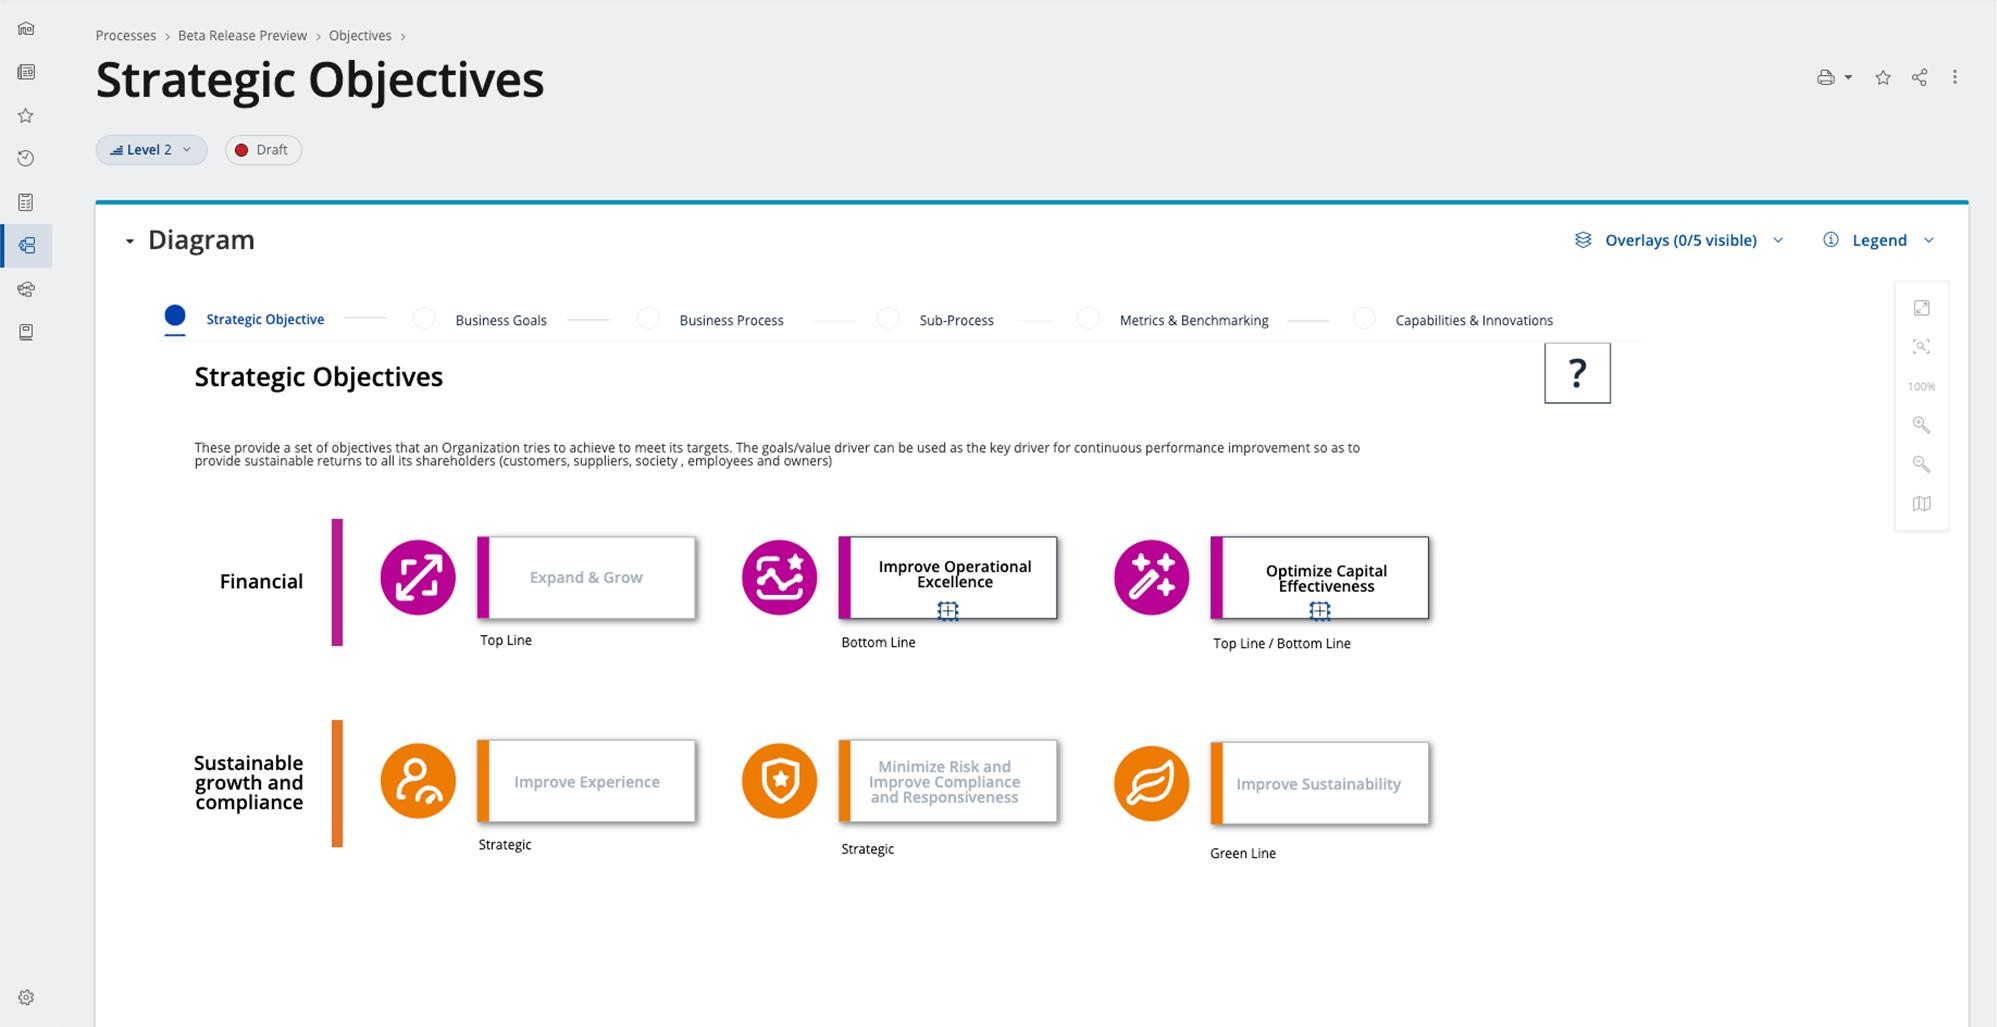 Processes > Beta Release Preview > Objectives >
Strategic Objectives
Level 2
Draft
Diagram
Overlays (0/5 visible)
Legend
Strategic Objective
Business Goals
Business Process
Sub-Process
Metrics & Benchmarking
Capabilities & Innovations
Strategic Objectives
?
100%
These provide a set of objectives that an Organization tries to achieve to meet its targets. The goals/value driver can be used as the key driver for continuous performance improvement so as to
provide sustainable returns to all its shareholders (customers, suppliers, society , employees and owners)
Financial
Expand & Grow
Top Line
Improve Operational
Excellence
Bottom Line
Optimize Capital
Effectiveness
Top Line / Bottom Line
Sustainable
growth and
compliance
Improve Experience
Strategic
Minimize Risk and
Improve Compliance
and Responsiveness
Strategic
Improve Sustainability
Green Line